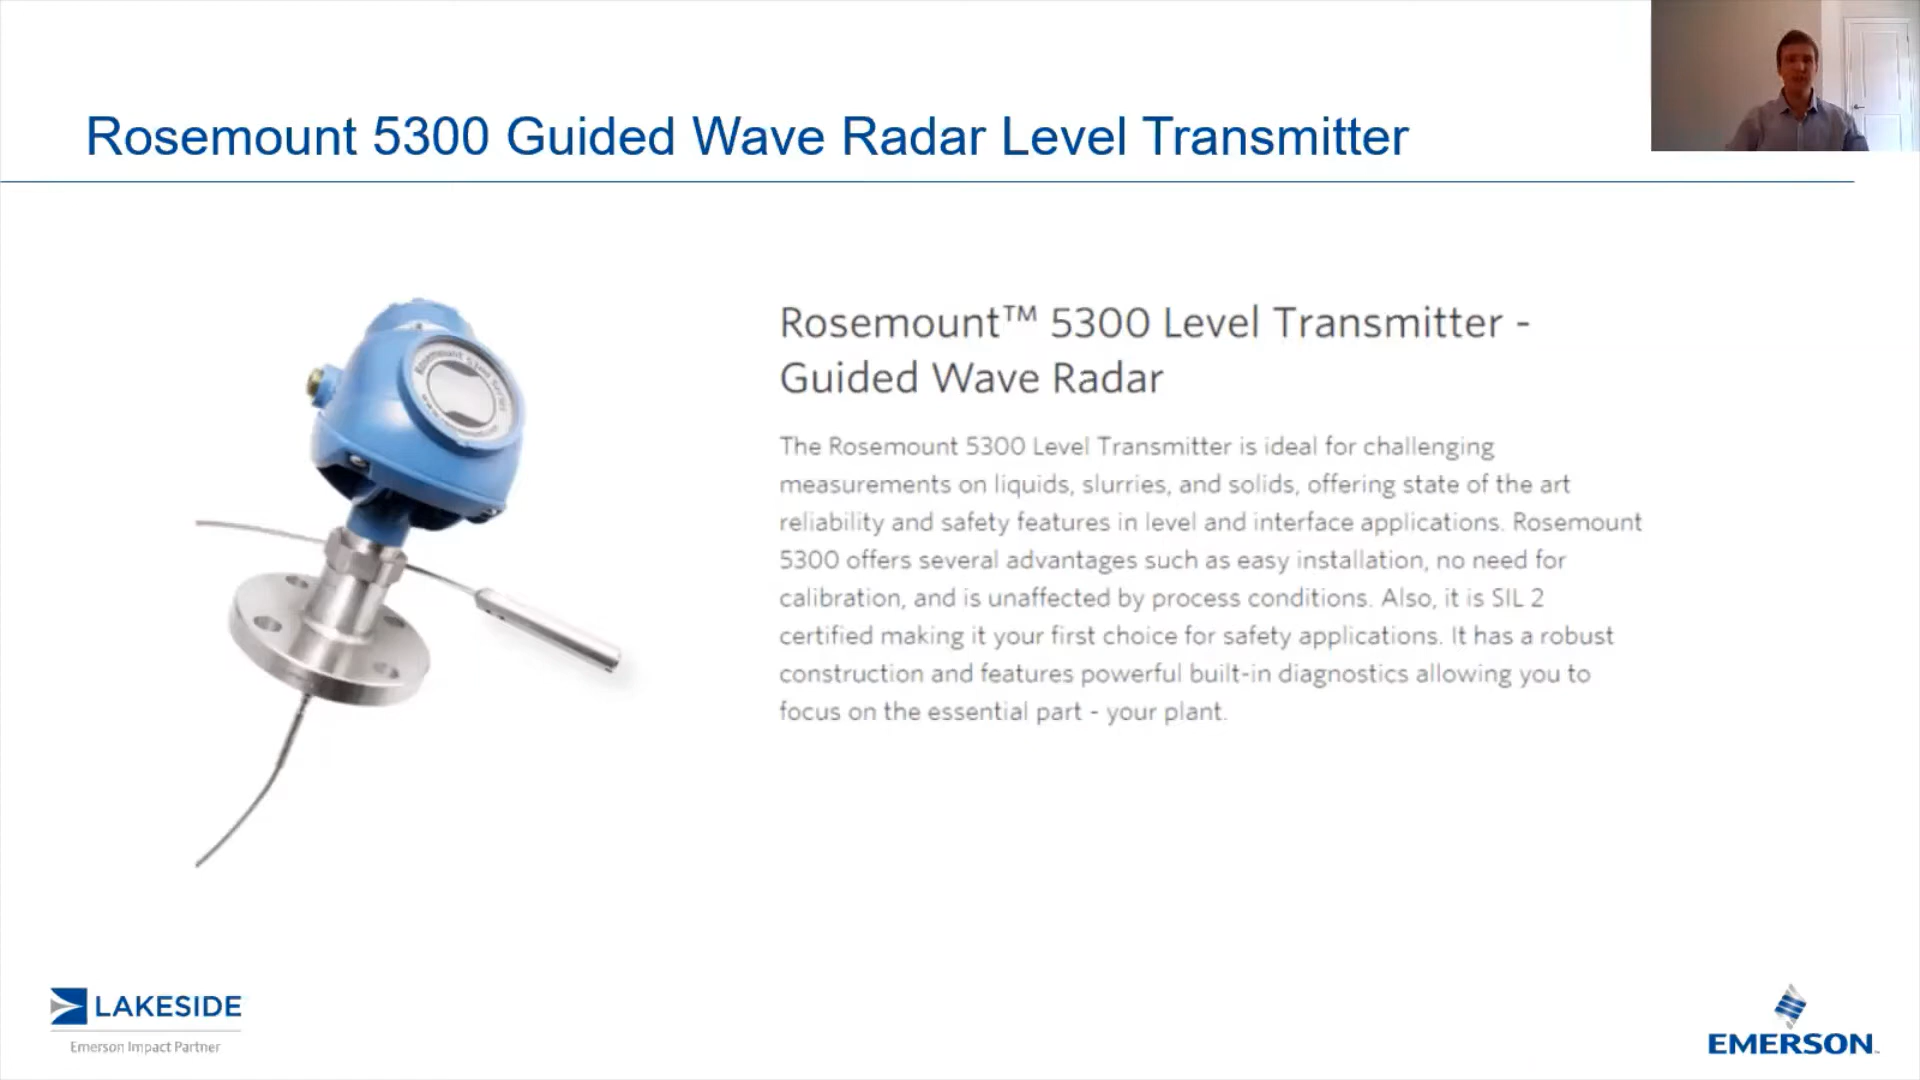 Rosemount 5300 Guided Wave Radar Level Transmitter
Rosemount™ 5300 Level Transmitter -
Guided Wave Radar
The Rosemount 5300 Level Transmitter is ideal for challenging
measurements on liquids, slurries, and solids, offering state of the art
reliability and safety features in level and interface applications. Rosemount
5300 offers several advantages such as easy installation, no need for
calibration, and is unaffected by process conditions. Also, it is SIL 2
certified making it your first choice for safety applications. It has a robust
construction and features powerful built-in diagnostics allowing you to
focus on the essential part - your plant.
Rosemount 5300 Series
LAKESIDE
Emerson Impact Partner
EMERSON